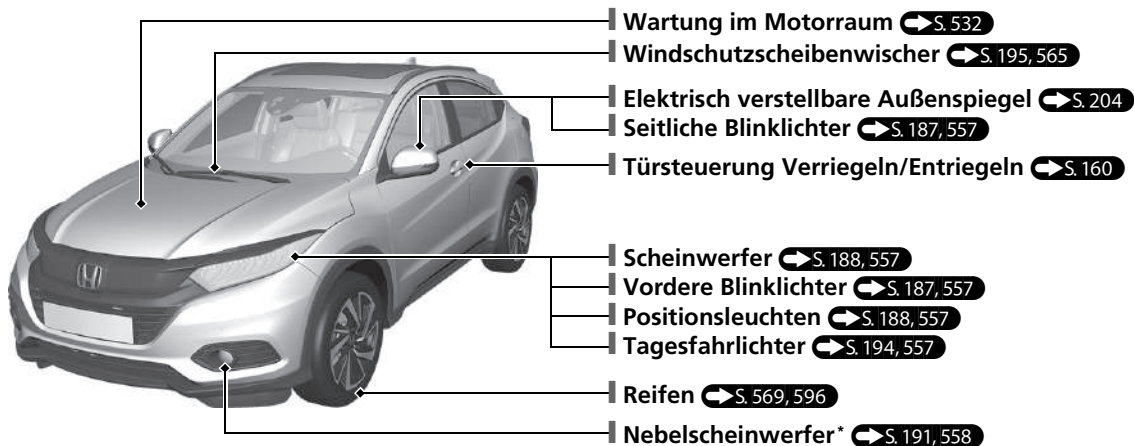 Wartung im Motorraum S. 532
Windschutzscheibenwischer S. 195, 565
Elektrisch verstellbare Außenspiegel S. 204
Seitliche Blinklichter S. 187, 557
Türsteuerung Verriegeln/Entriegeln S. 160
Scheinwerfer S. 188, 557
Vordere Blinklichter S. 187, 557
Positionsleuchten S. 188, 557
Tagesfahrlichter S. 194, 557
Reifen S. 569, 596
Nebelscheinwerfer* S. 191, 558